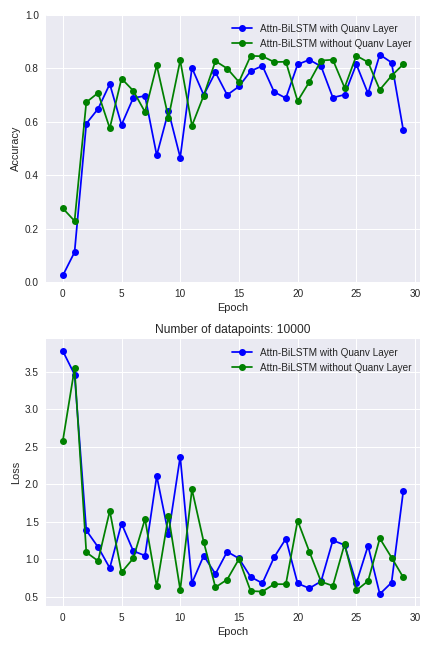 1.0
0.8
0.6
0.4
0.2
0.0
Accuracy
Attn-BiLSTM with Quanv Layer
Attn-BiLSTM without Quanv Layer
0 5 10 15 20 25 30
Epoch
Number of datapoints: 10000
3.5
3.0
2.5
2.0
1.5
1.0
0.5
Loss
Attn-BiLSTM with Quanv Layer
Attn-BiLSTM without Quanv Layer
0 5 10 15 20 25 30
Epoch